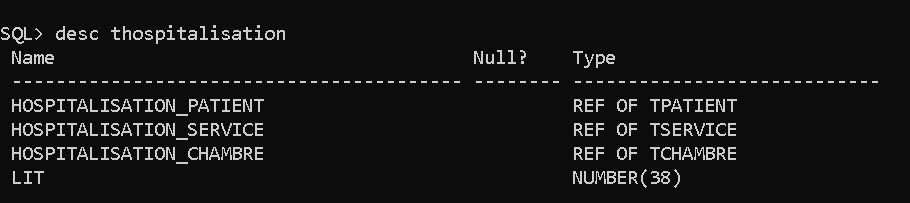 SQL> desc thospitalisation
Name Null? Type
----------------------------------------- -------- ----------------------------
HOSPITALISATION_PATIENT REF OF TPATIENT
HOSPITALISATION_SERVICE REF OF TSERVICE
HOSPITALISATION_CHAMBRE REF OF TCHAMBRE
LIT NUMBER(38)